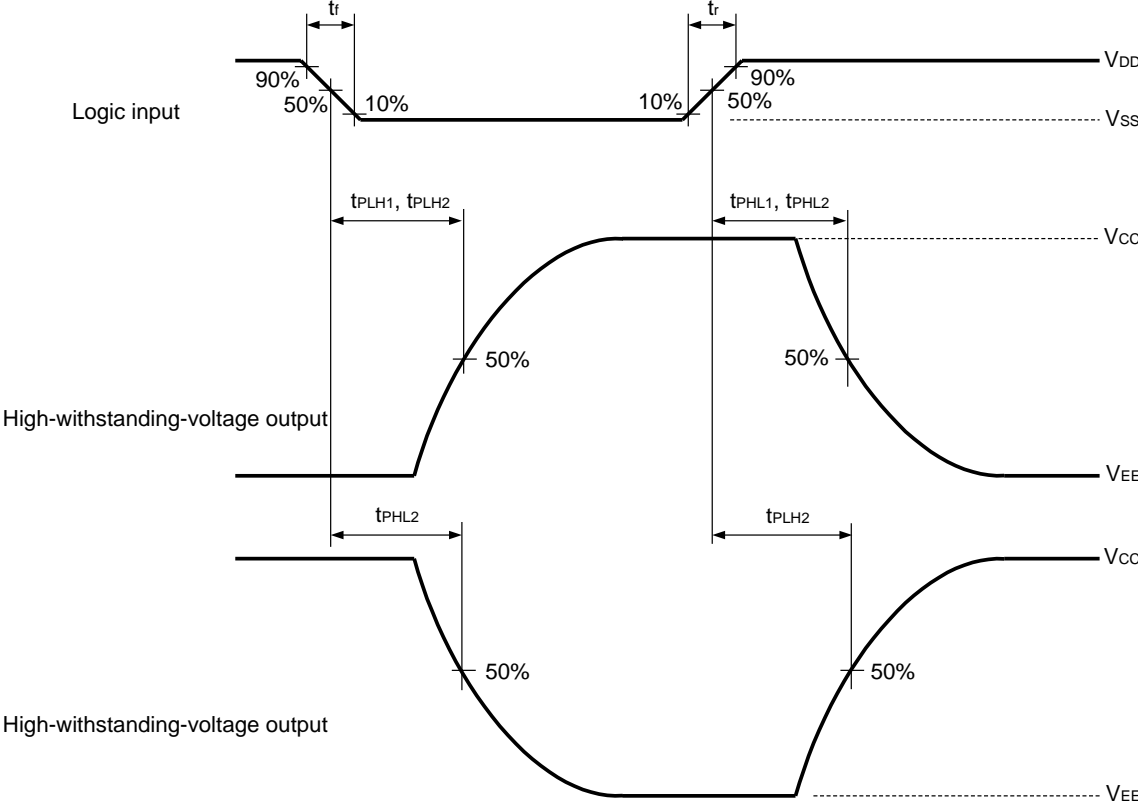 tf
tr
VDD
90%
90%
50%
50%
10%
10%
Logic input
VSS
tPLH1, tPLH2
tPHL1, tPHL2
VCC
50%
50%
High-withstanding-voltage output
VEE
tPHL2
tPLH2
VCC
50%
50%
High-withstanding-voltage output
VEE